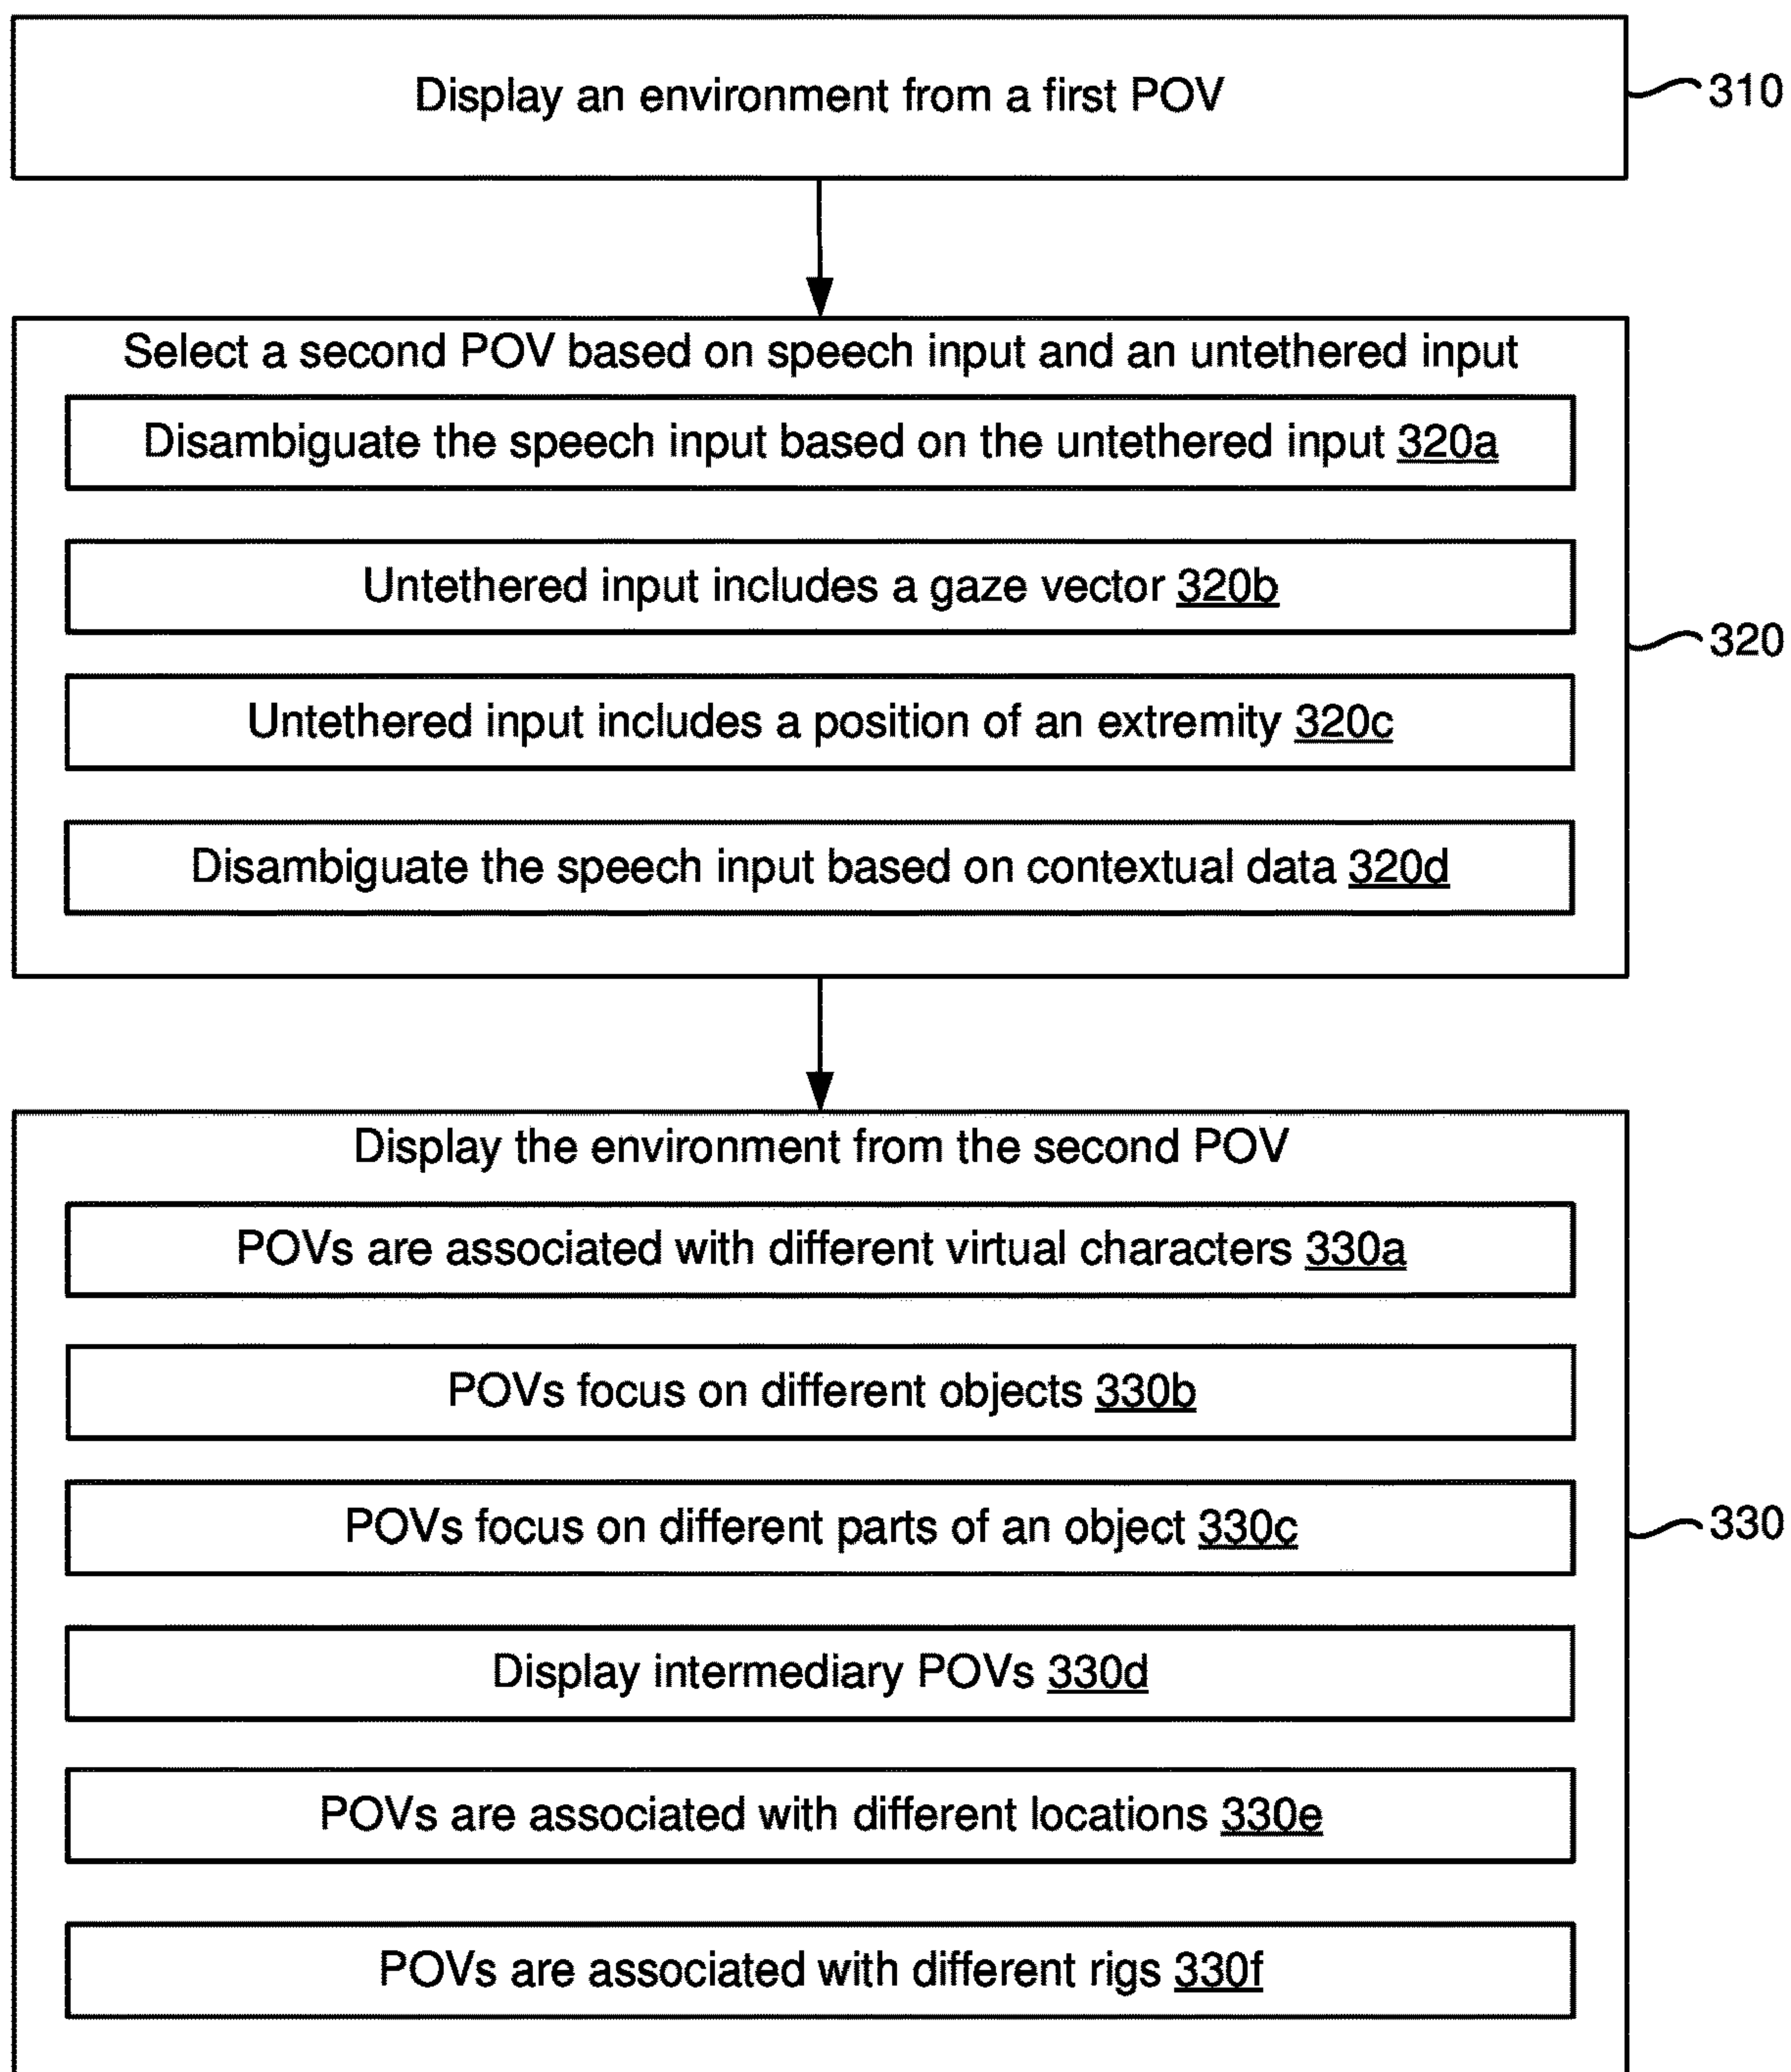 Display an environment from a first POV
310
Select a second POV based on speech input and an untethered input
Disambiguate the speech input based on the untethered input 320a
Untethered input includes a gaze vector 320b
320
Untethered input includes a position of an extremity 320c
Disambiguate the speech input based on contextual data 320d
Display the environment from the second POV
POVs are associated with different virtual characters 330a
POVs focus on different objects 330b
POVs focus on different parts of an object 330c
330
Display intermediary POVs 330d
POVs are associated with different locations 330e
POVs are associated with different rigs 330f